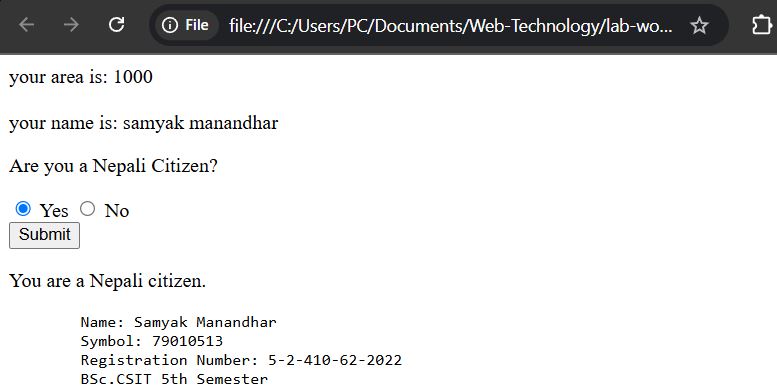 File file:///C:/Users/PC/Documents/Web-Technology/lab-wo...
your area is: 1000
your name is: samyak manandhar
Are you a Nepali Citizen?
Yes No
Submit
You are a Nepali citizen.
Name: Samyak Manandhar
Symbol: 79010513
Registration Number: 5-2-410-62-2022
BSc.CSIT 5th Semester